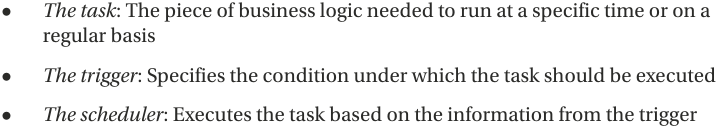 • The task: The piece of business logic needed to run at a specific time or on a
regular basis
• The trigger: Specifies the condition under which the task should be executed
• The scheduler: Executes the task based on the information from the trigger